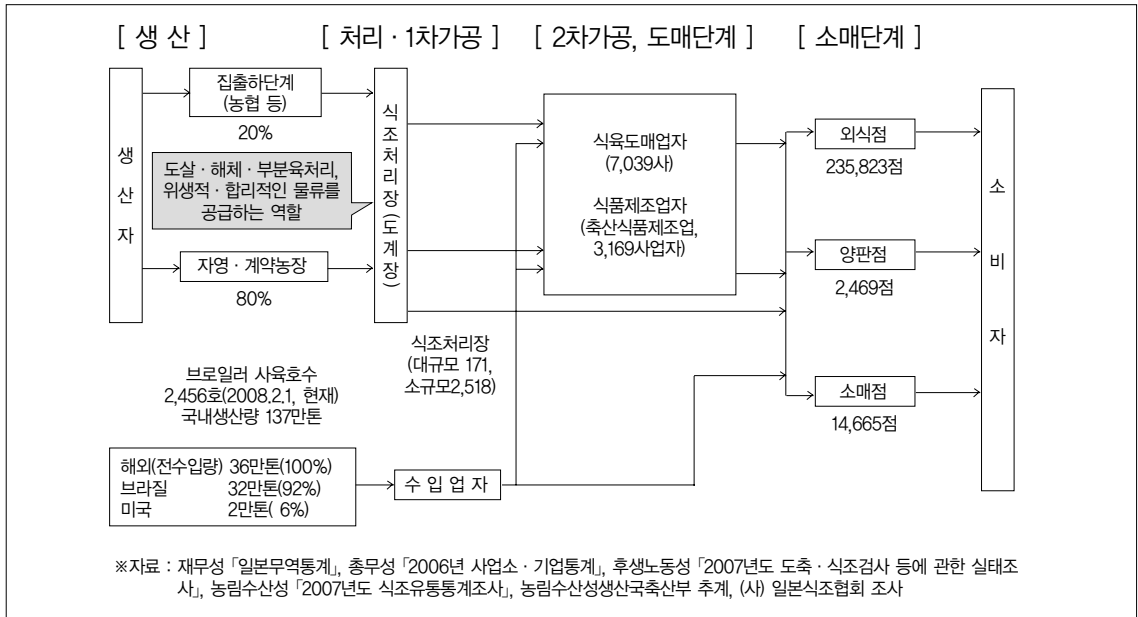 [ 생 산 ]
[ 처리 · 1차가공 ]
[ 2차가공, 도매단계 ]
[ 소매단계 ]
생산자
집출하단계
(농협 등)
20%
도살 · 해체 · 부분육처리,
위생적 · 합리적인 물류를
공급하는 역할
자영 · 계약농장
80%
식조처리장(도계장)
식육도매업자
(7,039사)
식품제조업자
(축산식품제조업,
3,169사업자)
외식점
235,823점
양판점
2,469점
소매점
14,665점
소비자
식조처리장
(대규모 171,
소규모2,518)
브로일러 사육호수
2,456호(2008.2.1, 현재)
국내생산량 137만톤
해외(전수입량) 36만톤(100%)
브라질 32만톤(92%)
미국 2만톤( 6%)
수 입 업 자
※자료 : 재무성 「일본무역통계」, 총무성 「2006년 사업소 · 기업통계」, 후생노동성 「2007년도 도축 · 식조검사 등에 관한 실태조
사」, 농림수산성 「2007년도 식조유통통계조사」, 농림수산성생산국축산부 추계, (사) 일본식조협회 조사